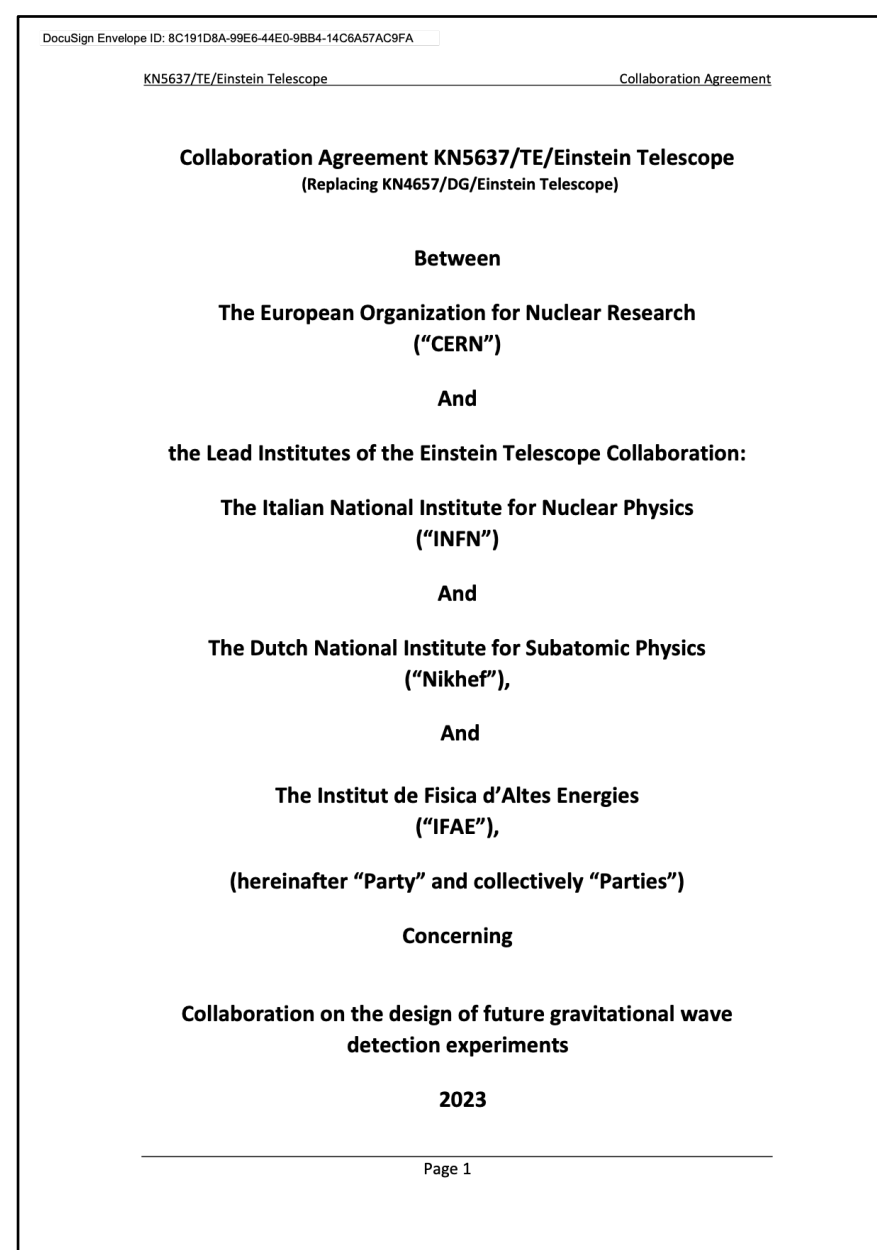 DocuSign Envelope ID: 8C191D8A-99E6-44E0-9BB4-14C6A57AC9FA
KN5637/TE/Einstein Telescope Collaboration Agreement
Collaboration Agreement KN5637/TE/Einstein Telescope
(Replacing KN4657/DG/Einstein Telescope)
Between
The European Organization for Nuclear Research
(“CERN”)
And
the Lead Institutes of the Einstein Telescope Collaboration:
The Italian National Institute for Nuclear Physics
(“INFN”)
And
The Dutch National Institute for Subatomic Physics
(“Nikhef”),
And
The Institut de Fisica d’Altes Energies
(“IFAE”),
(hereinafter “Party” and collectively “Parties”)
Concerning
Collaboration on the design of future gravitational wave
detection experiments
2023
Page 1